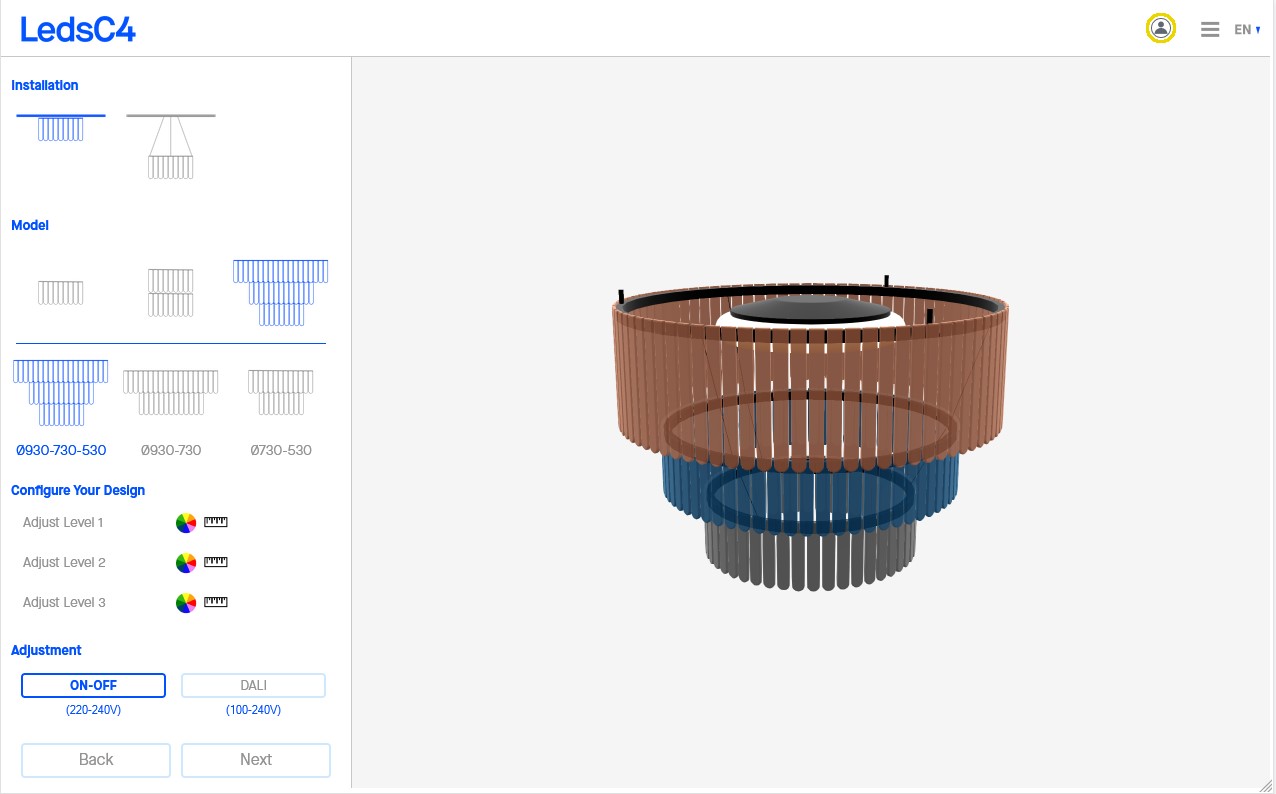 LedsC4
EN
Installation
Model
Ø930-730-530
Ø930-730
Ø730-530
Configure Your Design
Adjust Level 1
Adjust Level 2
Adjust Level 3
Adjustment
ON-OFF
DALI
(220-240V)
(100-240V)
Back
Next